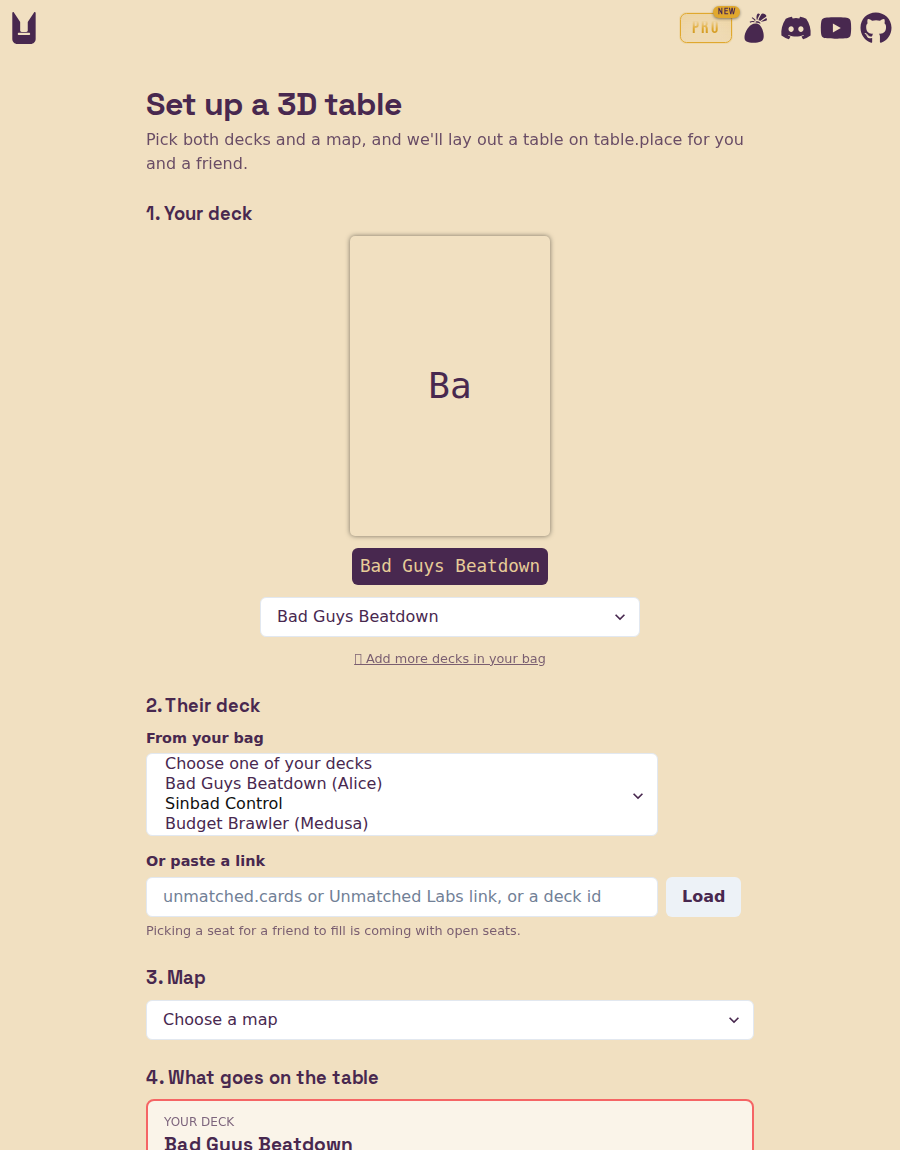 NEW
PRO
Set up a 3D table
Pick both decks and a map, and we'll lay out a table on table.place for you
and a friend.
1. Your deck
Ba
Bad Guys Beatdown
Bad Guys Beatdown
Add more decks in your bag
2. Their deck
From your bag
Choose one of your decks
Bad Guys Beatdown (Alice)
Sinbad Control
Budget Brawler (Medusa)
Or paste a link
unmatched.cards or Unmatched Labs link, or a deck id
Load
Picking a seat for a friend to fill is coming with open seats.
3. Map
Choose a map
4. What goes on the table
YOUR DECK
Bad Guys Beatdown